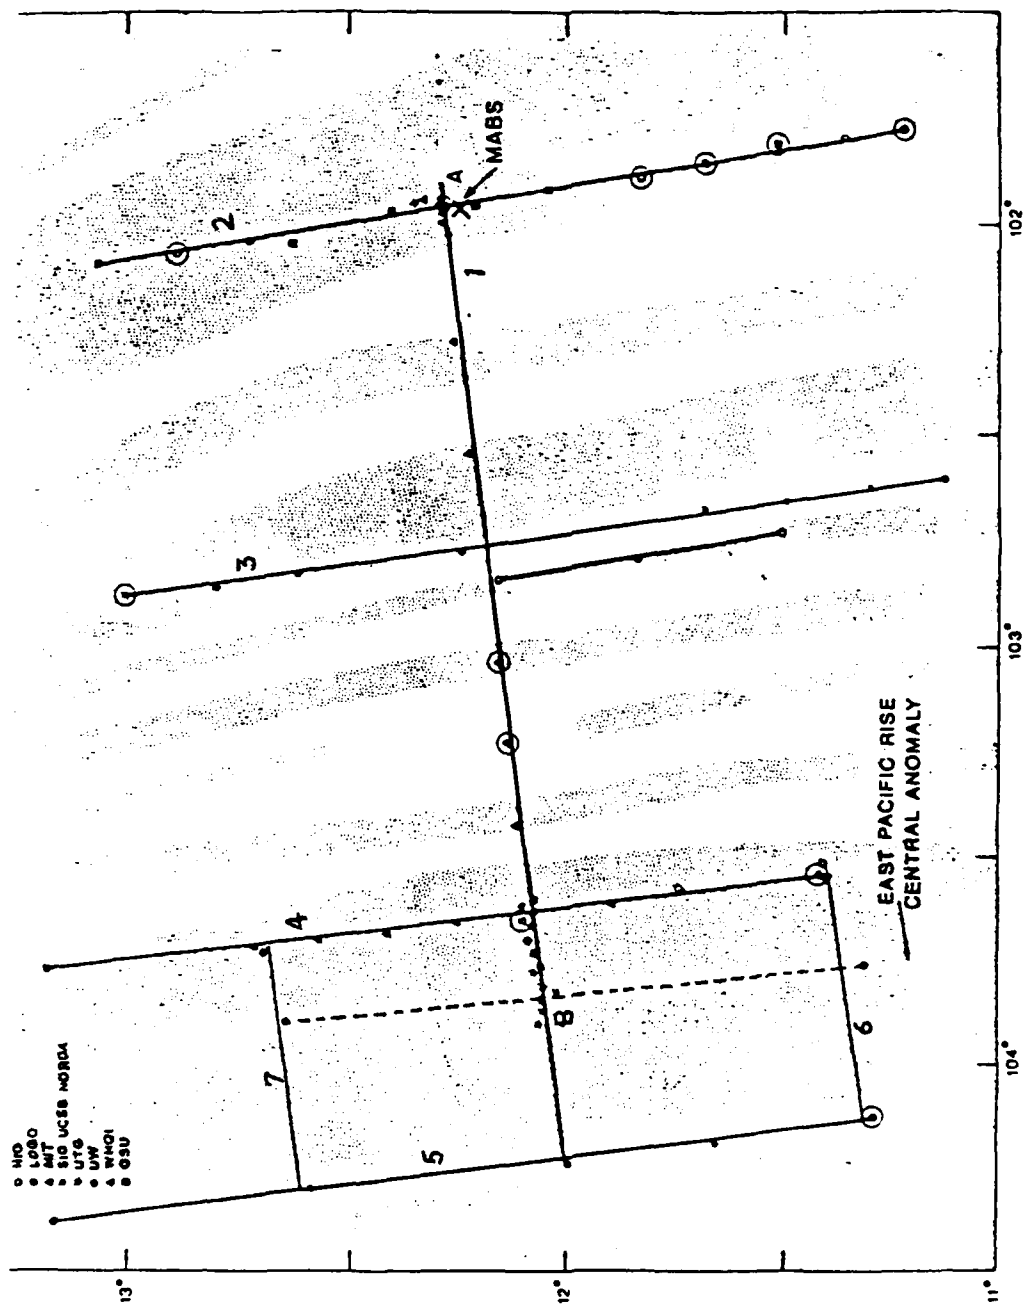 HIG
LDGO
MIT
SIO UCSB NORDA
UTG
UW
WHOI
OSU
2
A
MABS
1
3
4
7
5
B
6
EAST PACIFIC RISE
CENTRAL ANOMALY
13°
12°
11°
102°
103°
104°